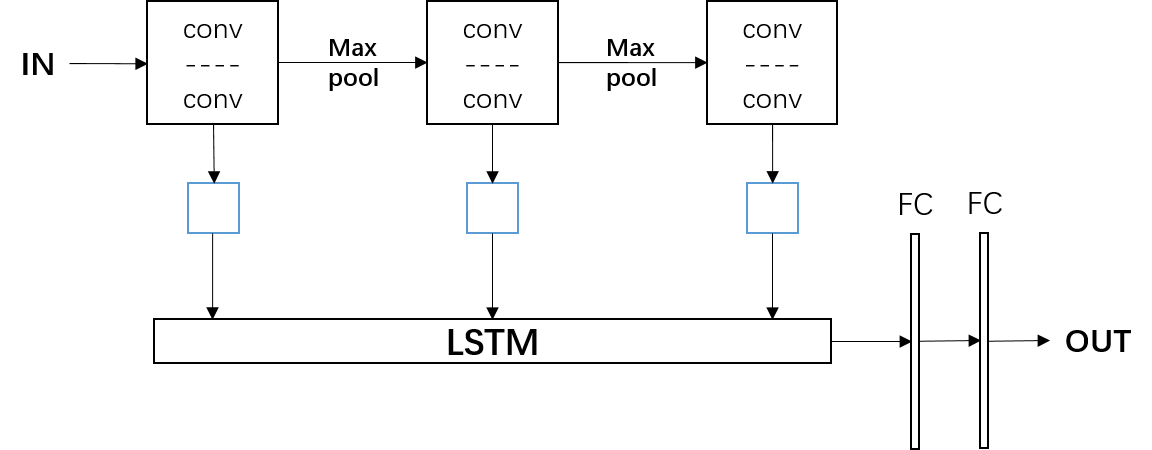 IN
conv
----
conv
Max
pool
conv
----
conv
Max
pool
conv
----
conv
FC
FC
LSTM
OUT